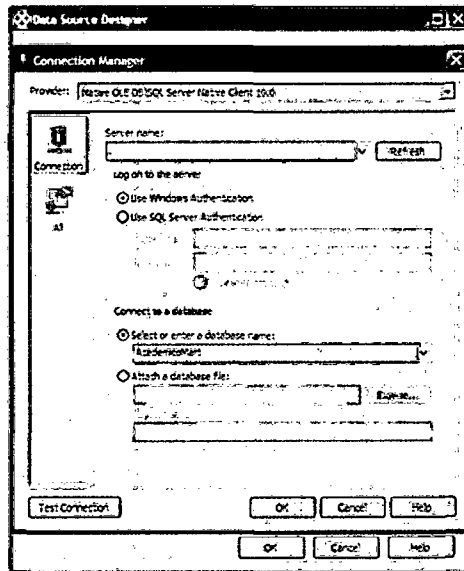 Data Source Designer
Connection Manager
Provider: Native OLE DB\SQL Server Native Client 10.0
Connection
All
Server name:
.
Refresh
Log on to the server
Use Windows Authentication
Use SQL Server Authentication
Connect to a database
Select or enter a database name:
AcademicoMart
Attach a database file:
Browse...
Test Connection
OK
Cancel
Help
OK
Cancel
Help